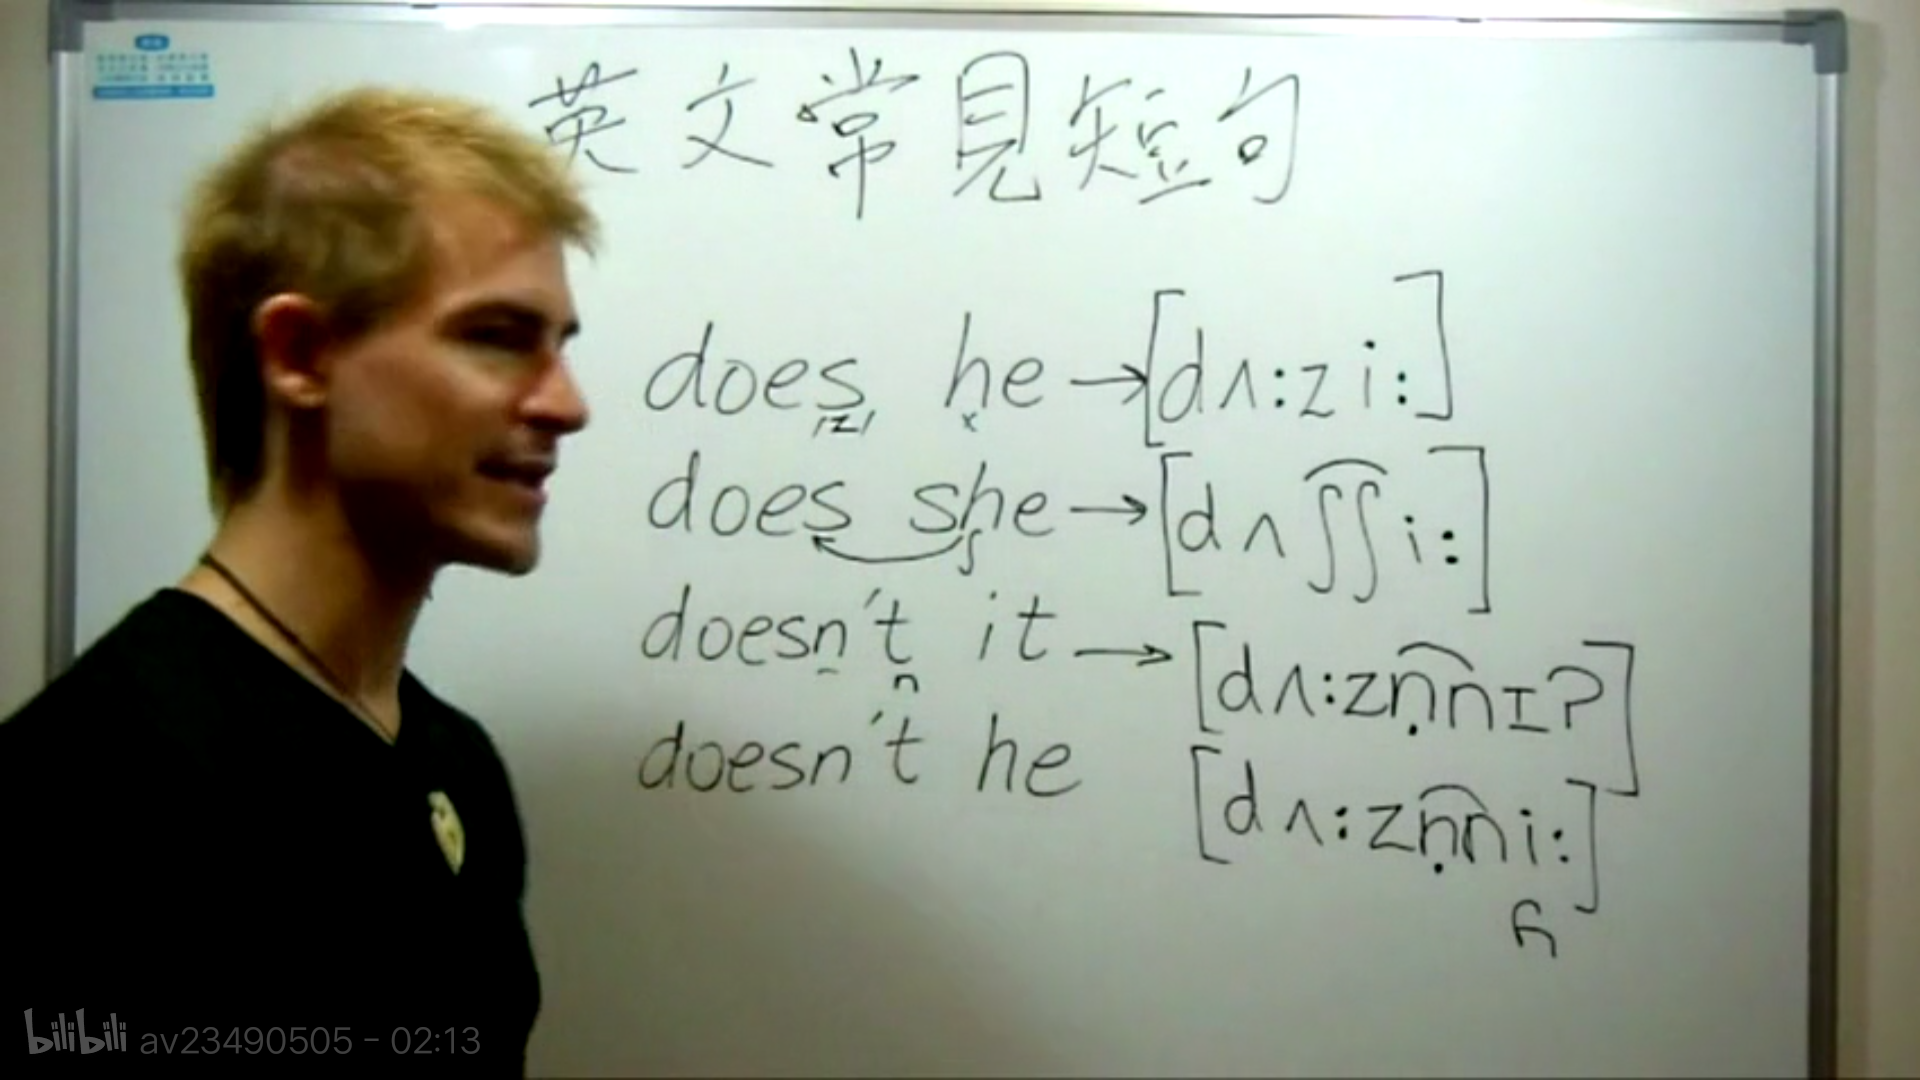 英文常見短句
does he → [dʌ:zi:]
/z/ x
does she → [dʌʃʃi:]
ʃ
doesn't it → [dʌ:zn̩nɪʔ]
n
doesn't he [dʌ:zn̩ni:]
ɦ
bilibili av23490505 - 02:13